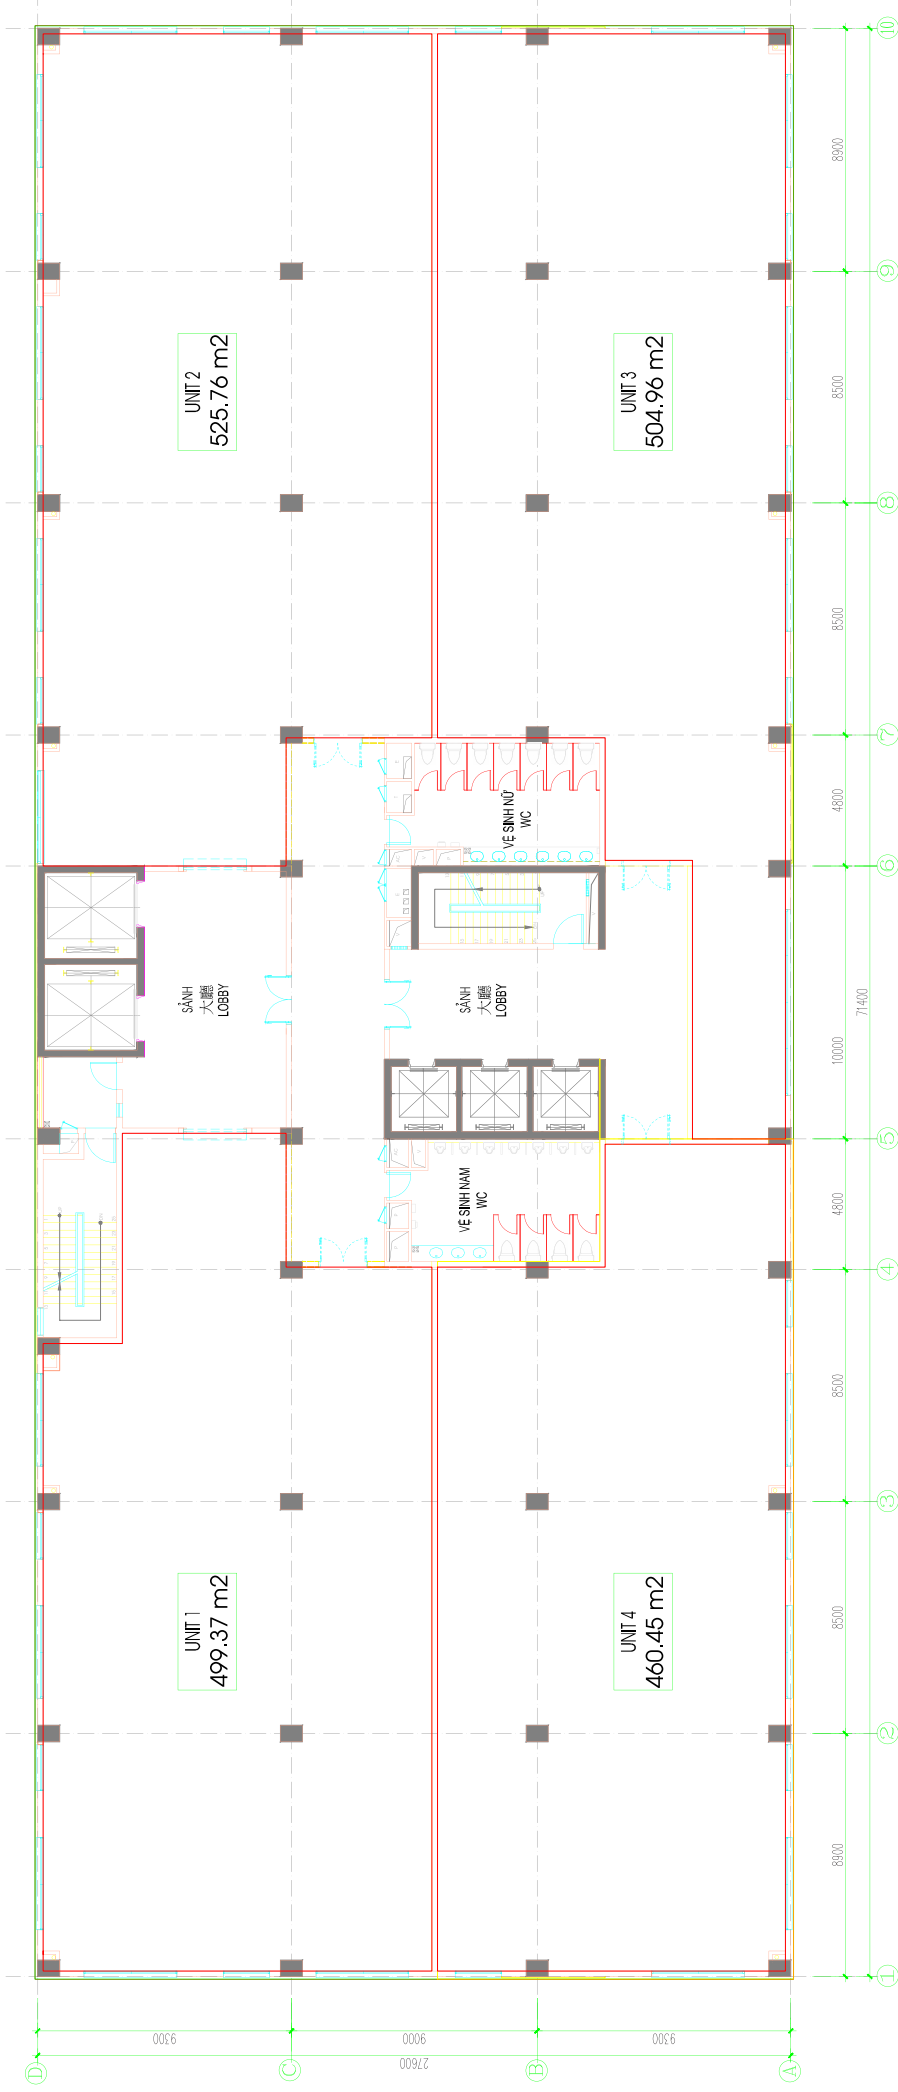 UNIT 1
499.37 m2
UNIT 2
525.76 m2
UNIT 3
504.96 m2
UNIT 4
460.45 m2
SẢNH
大廳
LOBBY
SẢNH
大廳
LOBBY
VỆ SINH NAM
WC
VỆ SINH NỮ
WC
8900
8500
8500
4800
10000
4800
8500
8500
8900
71400
9300
9000
9300
27600
D
C
B
A
1
2
3
4
5
6
7
8
9
10